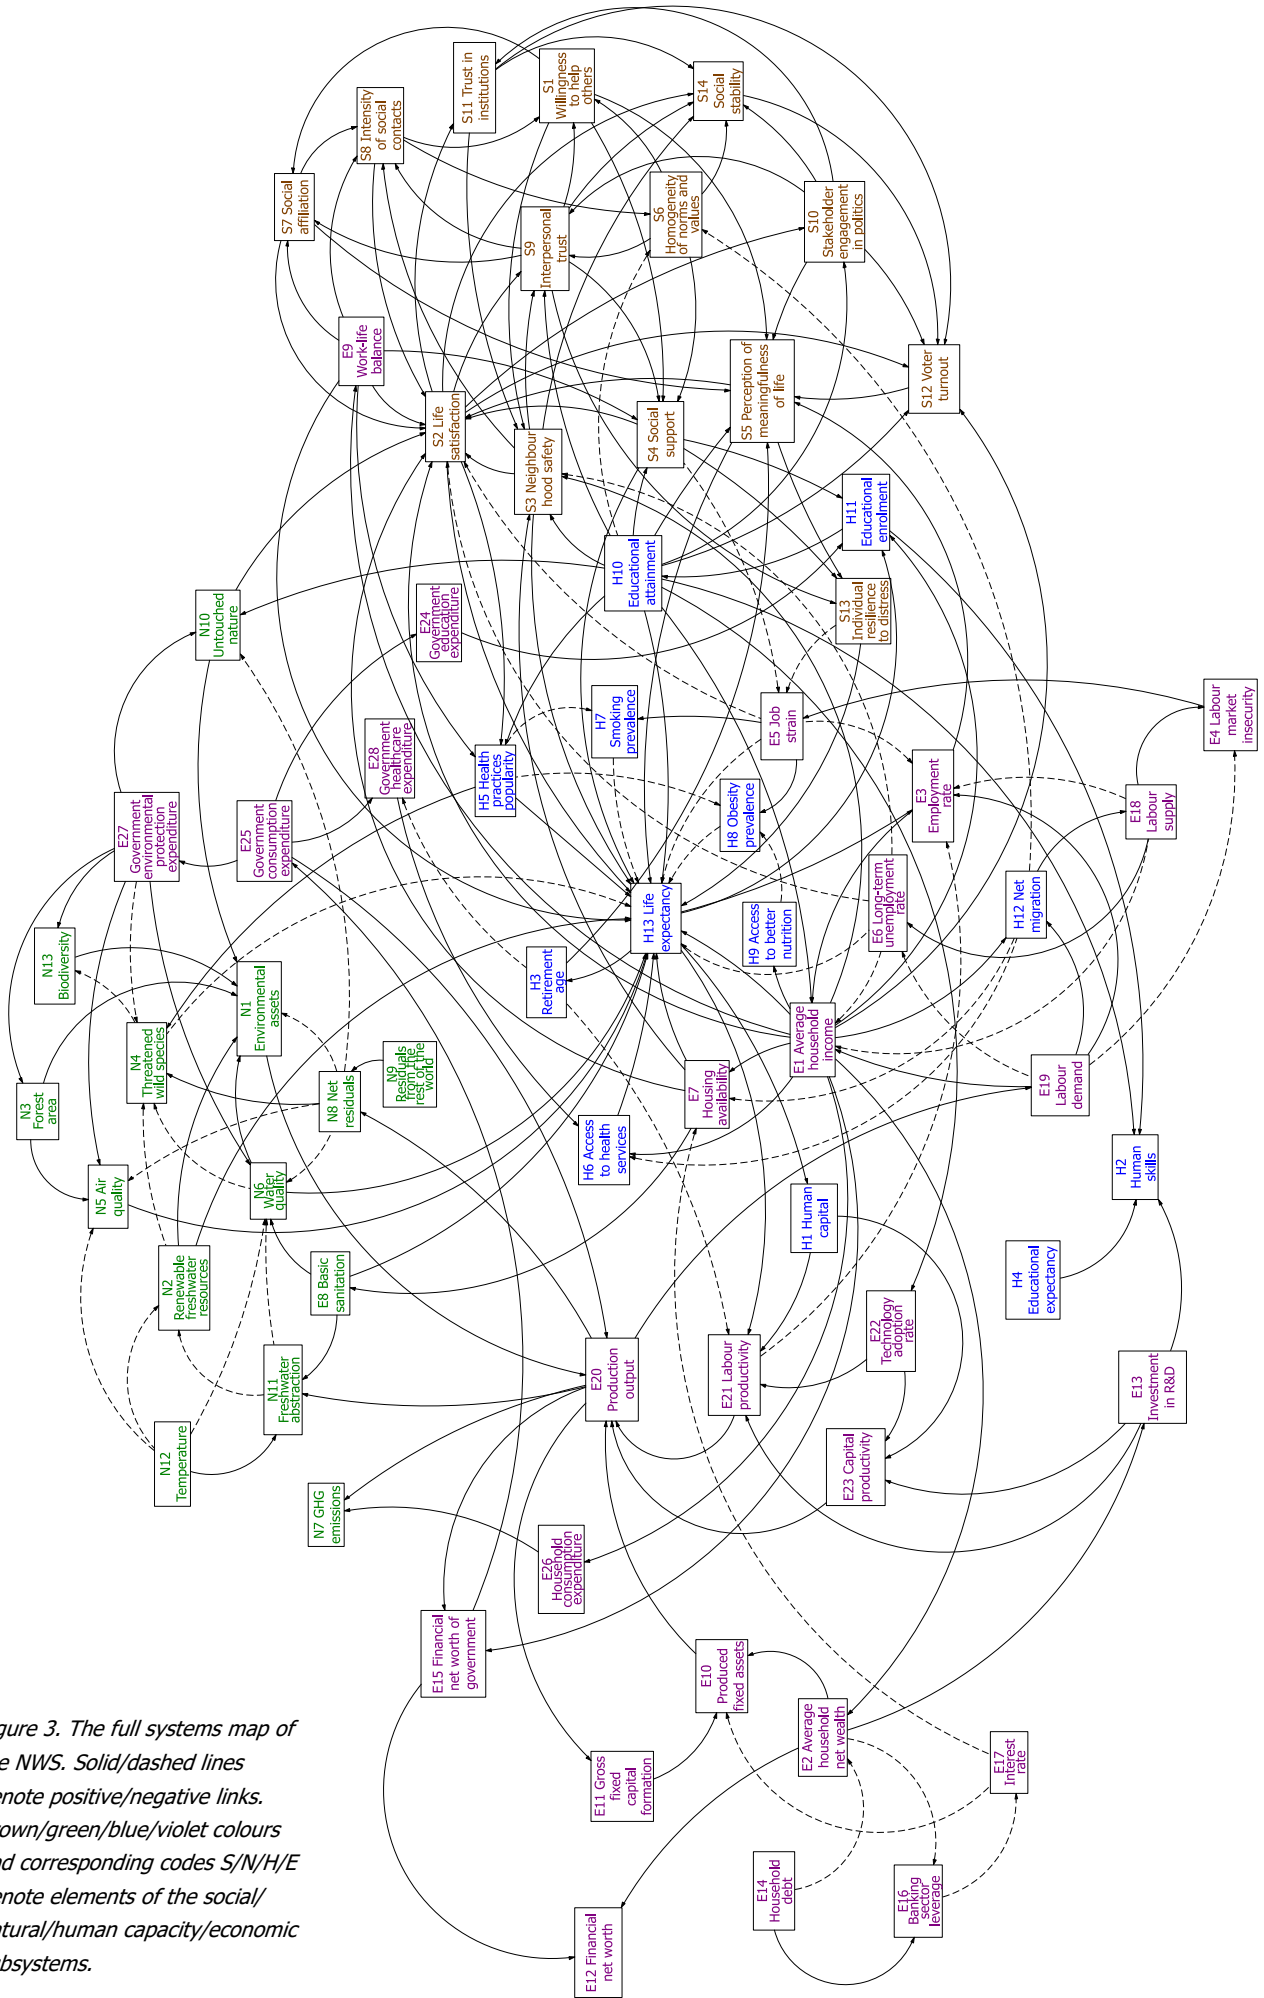 S7 Social
affiliation
S8 Intensity
of social
contacts
S11 Trust in
institutions
S1
Willingness
to help
others
S14
Social
stability
E9
Work-life
balance
S9
Interpersonal
trust
S6
Homogeneity
of norms and
values
S10
Stakeholder
engagement
in politics
S2 Life
satisfaction
S3 Neighbour
hood safety
S4 Social
support
S5 Perception of
meaningfulness
of life
S12 Voter
turnout
N10
Untouched
nature
E24
Government
education
expenditure
H10
Educational
attainment
H11
Educational
enrolment
S13
Individual
resilience
to distress
E27
Government
environmental
protection
expenditure
E25
Government
consumption
expenditure
E28
Government
healthcare
expenditure
H5 Health
practices
popularity
H7
Smoking
prevalence
E5 Job
strain
H8 Obesity
prevalence
E3
Employment
rate
E18
Labour
supply
E4 Labour
market
insecurity
N13
Biodiversity
N1
Environmental
assets
H3
Retirement
age
H13 Life
expectancy
H9 Access
to better
nutrition
E6 Long-term
unemployment
rate
H12 Net
migration
N3
Forest
area
N4
Threatened
wild species
N8 Net
residuals
N9
Residuals
from the
rest of the
world
E7
Housing
availability
E1 Average
household
income
E19
Labour
demand
N5 Air
quality
N6
Water
quality
H6 Access
to health
services
H1 Human
capital
H2
Human
skills
N2
Renewable
freshwater
resources
E8 Basic
sanitation
H4
Educational
expectancy
N11
Freshwater
abstraction
E20
Production
output
E21 Labour
productivity
E22
Technology
adoption
rate
E13
Investment
in R&D
N12
Temperature
N7 GHG
emissions
E26
Household
consumption
expenditure
E23 Capital
productivity
E15 Financial
net worth of
government
E10
Produced
fixed assets
E11 Gross
fixed
capital
formation
E2 Average
household
net wealth
E17
Interest
rate
E12 Financial
net worth
E14
Household
debt
E16
Banking
sector
leverage
gure 3. The full systems map of
e NWS. Solid/dashed lines
enote positive/negative links.
own/green/blue/violet colours
d corresponding codes S/N/H/E
enote elements of the social/
atural/human capacity/economic
bsystems.